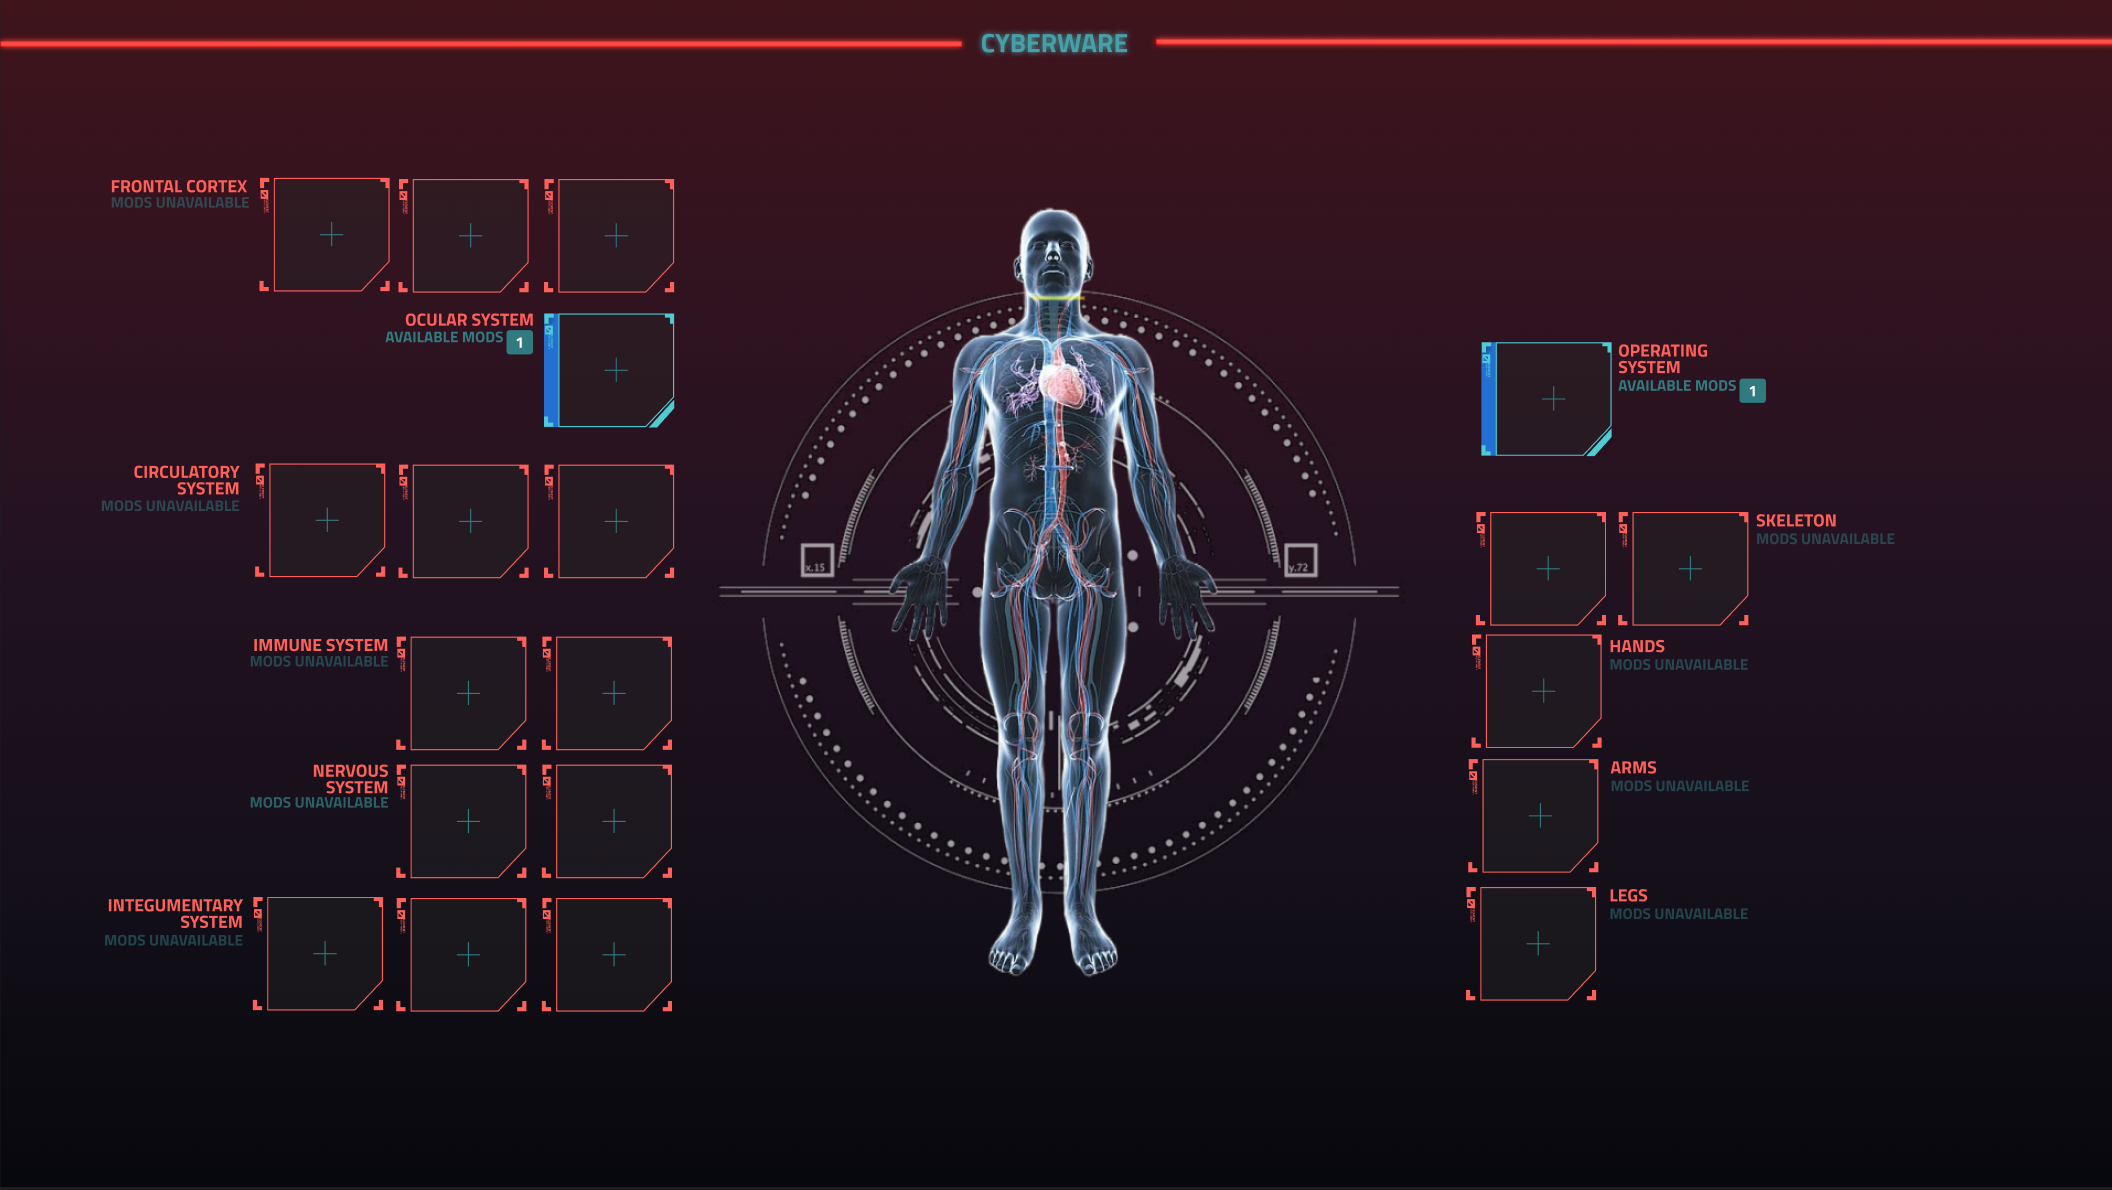 CYBERWARE
FRONTAL CORTEX
MODS UNAVAILABLE
OCULAR SYSTEM
AVAILABLE MODS 1
CIRCULATORY
SYSTEM
MODS UNAVAILABLE
IMMUNE SYSTEM
MODS UNAVAILABLE
NERVOUS
SYSTEM
MODS UNAVAILABLE
INTEGUMENTARY
SYSTEM
MODS UNAVAILABLE
x.15
y.72
OPERATING
SYSTEM
AVAILABLE MODS 1
SKELETON
MODS UNAVAILABLE
HANDS
MODS UNAVAILABLE
ARMS
MODS UNAVAILABLE
LEGS
MODS UNAVAILABLE